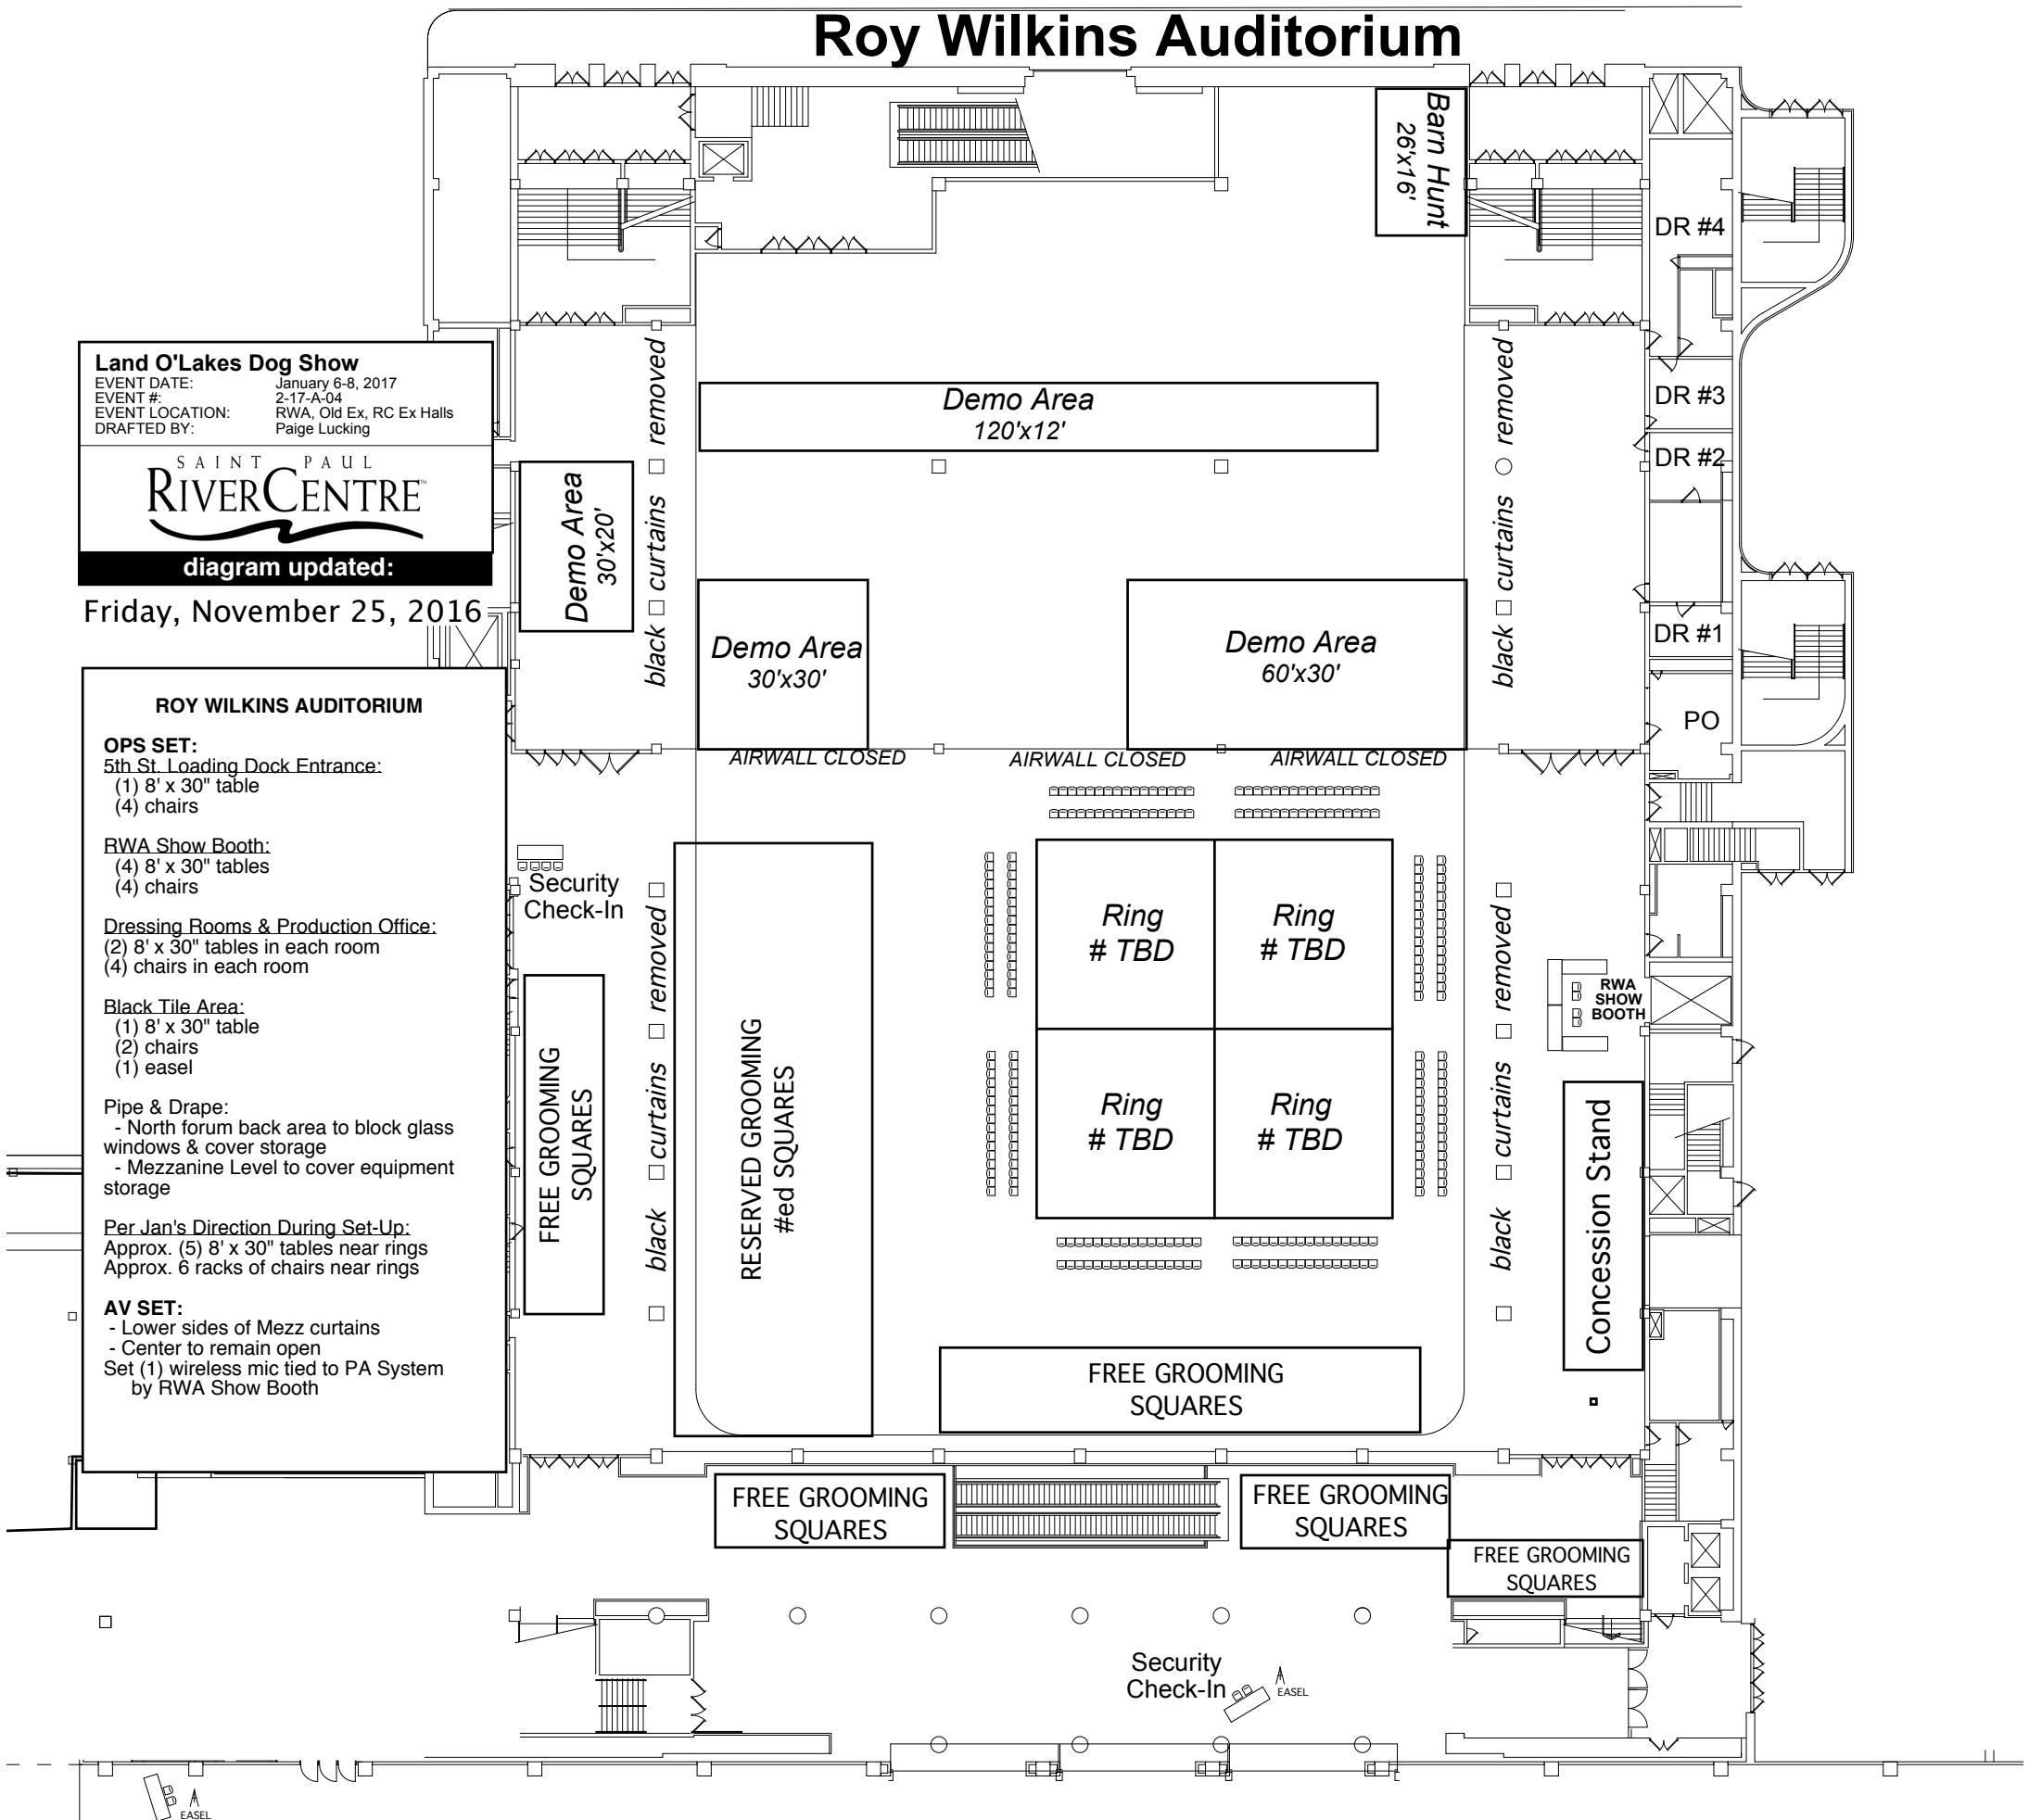 Roy Wilkins Auditorium
Barn Hunt
26'x16'
DR #4
DR #3
DR #2
DR #1
PO
Land O'Lakes Dog Show
EVENT DATE: January 6-8, 2017
EVENT #: 2-17-A-04
EVENT LOCATION: RWA, Old Ex, RC Ex Halls
DRAFTED BY: Paige Lucking
SAINT PAUL
RIVERCENTRE™
diagram updated:
Friday, November 25, 2016
Demo Area
120'x12'
Demo Area
30'x20'
black curtains removed
black curtains removed
Demo Area
30'x30'
Demo Area
60'x30'
AIRWALL CLOSED
AIRWALL CLOSED
AIRWALL CLOSED
ROY WILKINS AUDITORIUM
OPS SET:
5th St. Loading Dock Entrance:
(1) 8' x 30" table
(4) chairs
RWA Show Booth:
(4) 8' x 30" tables
(4) chairs
Dressing Rooms & Production Office:
(2) 8' x 30" tables in each room
(4) chairs in each room
Black Tile Area:
(1) 8' x 30" table
(2) chairs
(1) easel
Pipe & Drape:
- North forum back area to block glass
windows & cover storage
- Mezzanine Level to cover equipment
storage
Per Jan's Direction During Set-Up:
Approx. (5) 8' x 30" tables near rings
Approx. 6 racks of chairs near rings
AV SET:
- Lower sides of Mezz curtains
- Center to remain open
Set (1) wireless mic tied to PA System
by RWA Show Booth
Security
Check-In
FREE GROOMING
SQUARES
black curtains removed
RESERVED GROOMING
#ed SQUARES
Ring
# TBD
Ring
# TBD
Ring
# TBD
Ring
# TBD
black curtains removed
RWA
SHOW
BOOTH
Concession Stand
FREE GROOMING
SQUARES
FREE GROOMING
SQUARES
FREE GROOMING
SQUARES
FREE GROOMING
SQUARES
Security
Check-In
EASEL
EASEL